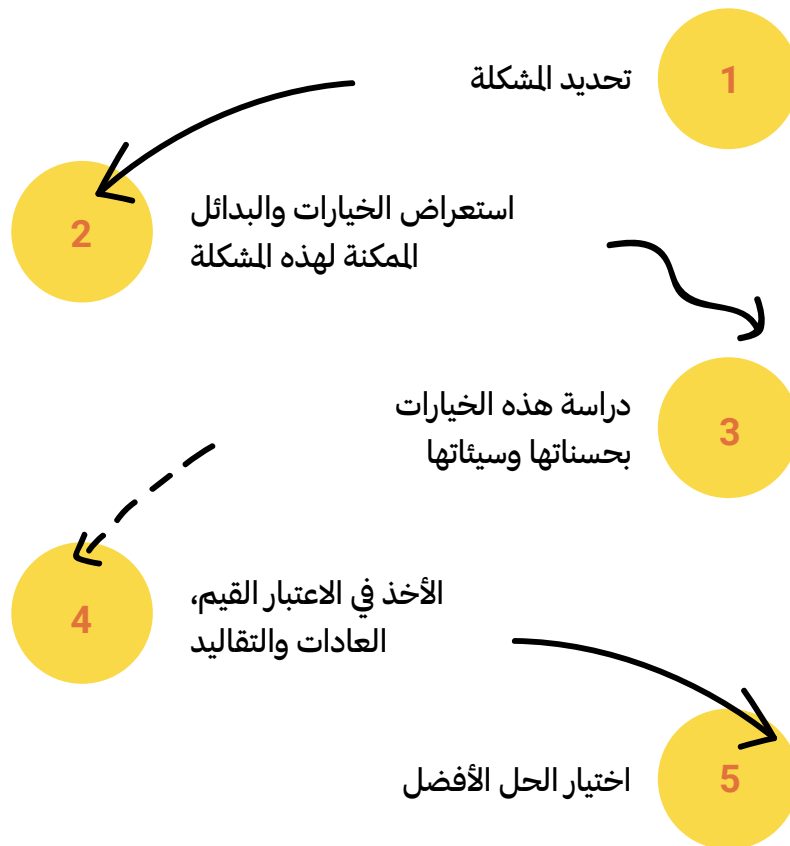 1
تحديد المشكلة
2
استعراض الخيارات والبدائل
الممكنة لهذه المشكلة
3
دراسة هذه الخيارات
بحسناتها وسيئاتها
4
الأخذ في الاعتبار القيم،
العادات والتقاليد
5
اختيار الحل الأفضل